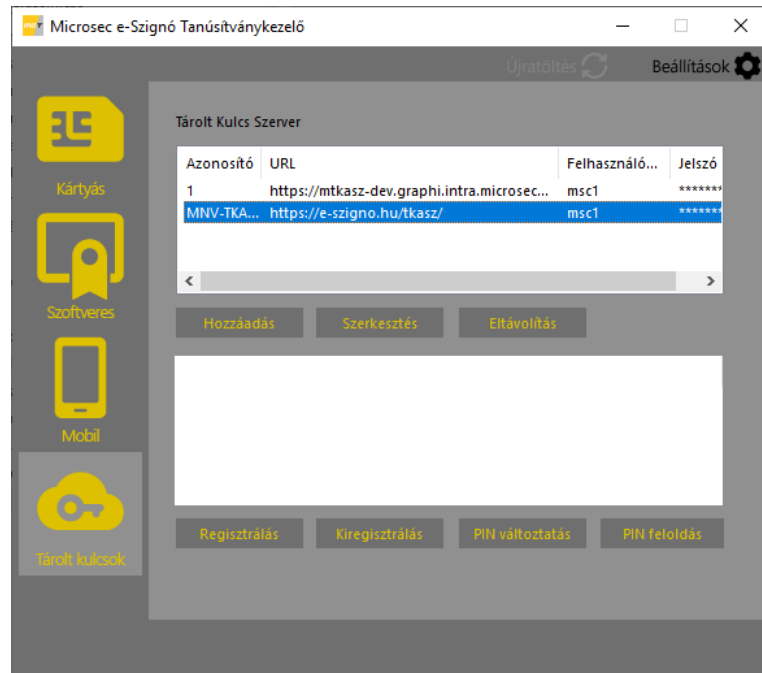 Microsec e-Szignó Tanúsítványkezelő
Újratöltés Beállítások
Kártyás
Szoftveres
Mobil
Tárolt kulcsok
Tárolt Kulcs Szerver
Azonosító URL Felhasználó... Jelszó
1 https://mtkasz-dev.graphi.intra.microsec... msc1 *******
MNV-TKA... https://e-szigno.hu/tkasz/ msc1 *******
Hozzáadás Szerkesztés Eltávolítás
Regisztrálás Kiregisztrálás PIN változtatás PIN feloldás